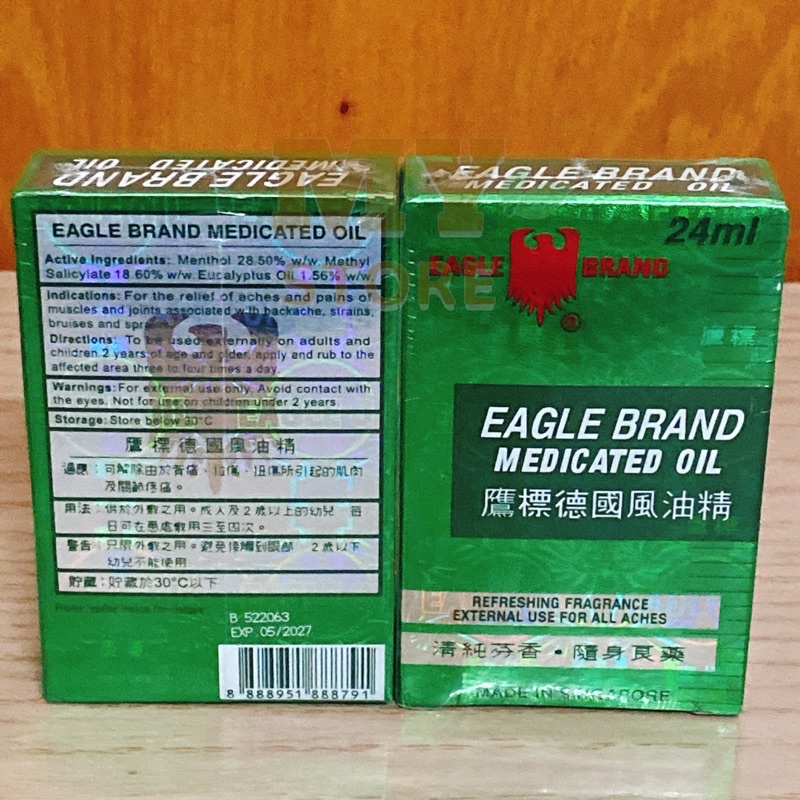 EAGLE BRAND MEDICATED OIL
EAGLE BRAND MEDICATED OIL
Active Ingredients: Menthol 28.50% w/w. Methyl
Salicylate 18.60% w/w. Eucalyptus Oil 1.56% w/w.
Indications: For the relief of aches and pains of
muscles and joints associated with backache, strains,
bruises and
Directions: To be used externally on adults and
children 2 years of age and older, apply and rub to the
affected area three to four times a day.
Warnings: For external use only. Avoid contact with
the eyes. Not for use on children under 2 years.
Storage: Store below 30°C
鷹標德國風油精
可解除由於背痛、扭傷所引起的肌肉
及關節疼痛。
用法：供於外敷之用。成人及2歲以上的幼兒 每
日可在患處敷用三至四次。
警告：只限外敷之用。避免接觸到眼部 2歲以下
幼兒不能使用
貯藏：貯藏於30°C以下
B 522063
EXP. 05/2027
8 888951 888791
EAGLE BRAND
MEDICATED OIL
24ml
EAGLE BRAND
®
鷹標
EAGLE BRAND
MEDICATED OIL
鷹標德國風油精
REFRESHING FRAGRANCE
EXTERNAL USE FOR ALL ACHES
清純芬香・隨身良藥
MADE IN SINGAPORE
MY
STORE